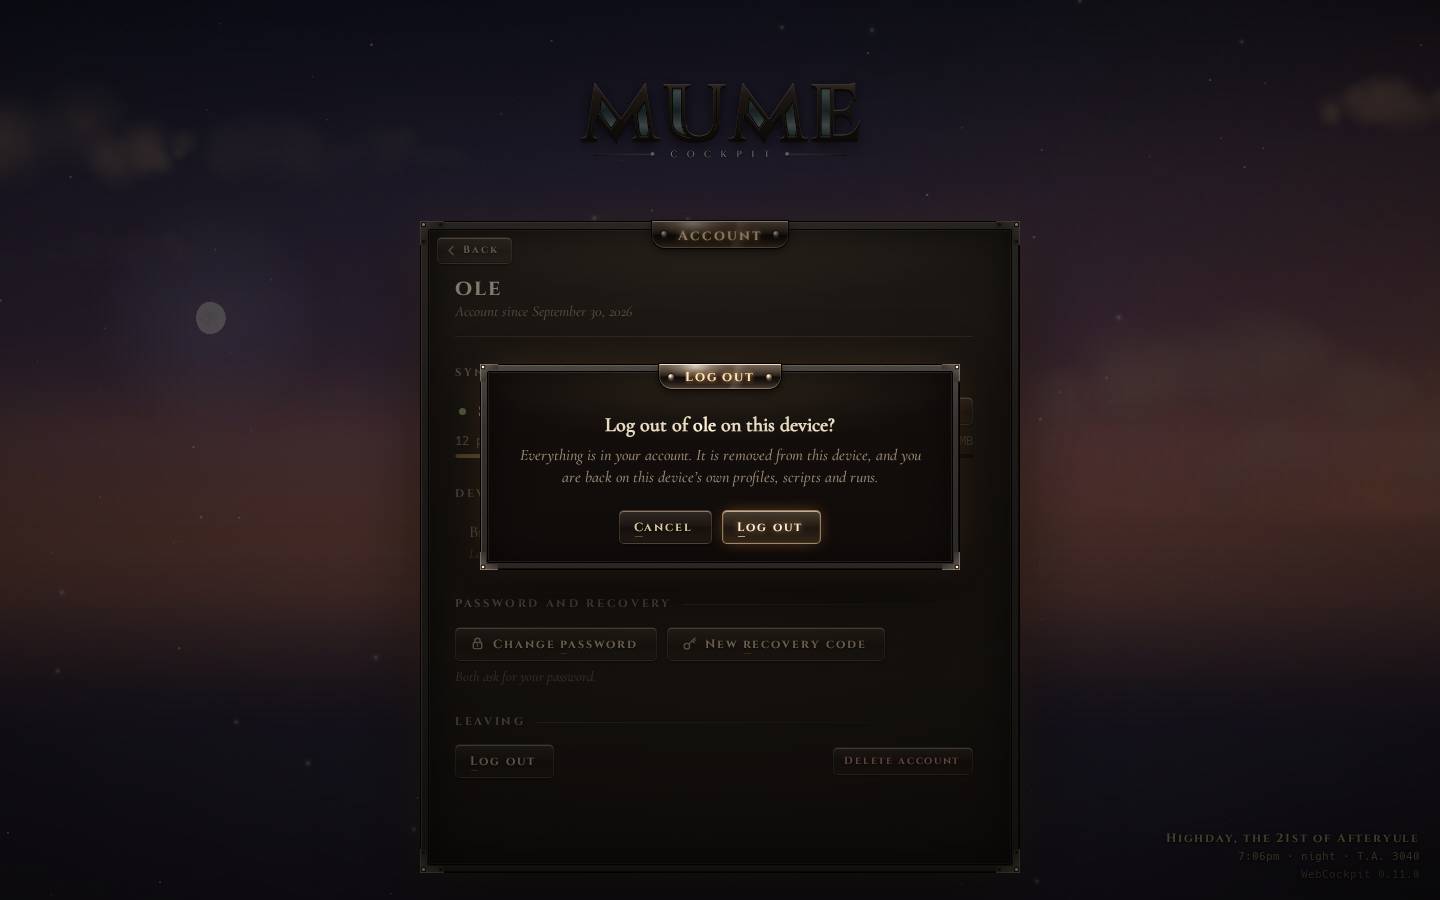 MUME
COCKPIT
ACCOUNT
BACK
OLE
Account since September 30, 2026
LOG OUT
Log out of ole on this device?
Everything is in your account. It is removed from this device, and you
are back on this device's own profiles, scripts and runs.
12
MB
CANCEL
LOG OUT
PASSWORD AND RECOVERY
CHANGE PASSWORD
NEW RECOVERY CODE
Both ask for your password.
LEAVING
LOG OUT
DELETE ACCOUNT
HIGHDAY, THE 21ST OF AFTERYULE
7:06pm · night · T.A. 3040
WebCockpit 0.11.0